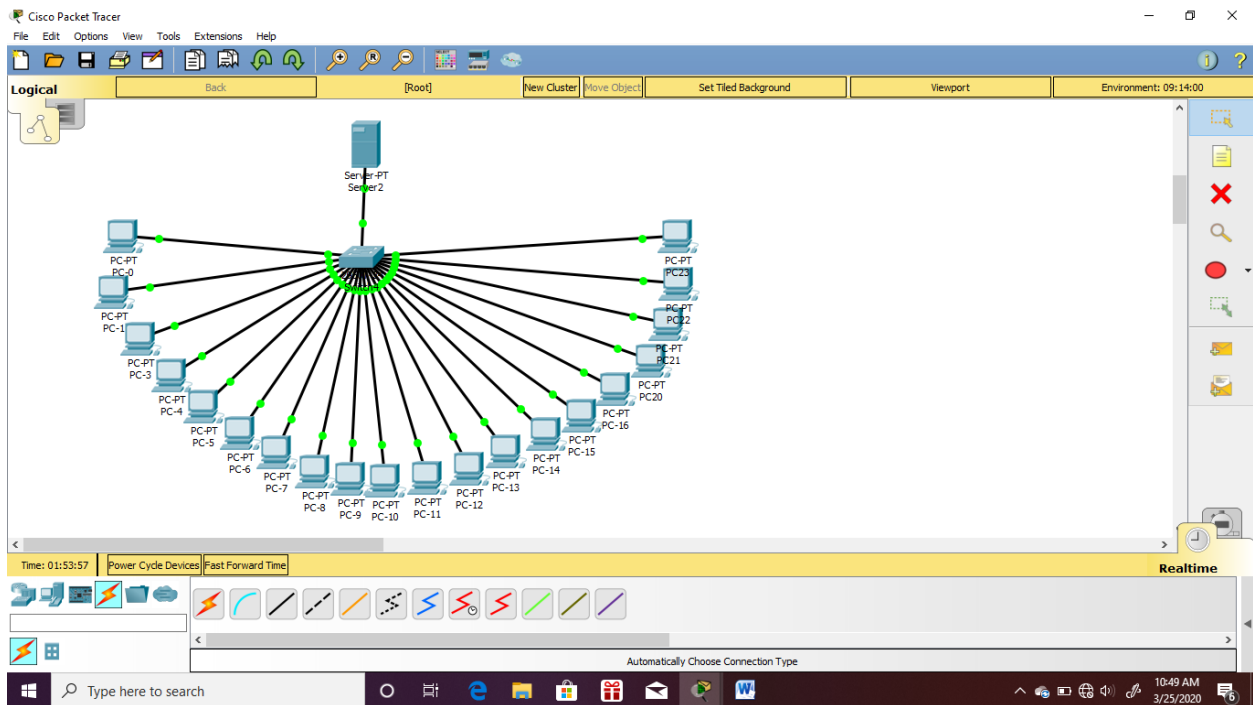 Cisco Packet Tracer
File Edit Options View Tools Extensions Help
Logical
Back
[Root]
New Cluster
Move Object
Set Tiled Background
Viewport
Environment: 09:14:00
Server-PT
Server2
PC-PT
PC-0
PC-PT
PC-1
PC-PT
PC-3
PC-PT
PC-4
PC-PT
PC-5
PC-PT
PC-6
PC-PT
PC-7
PC-PT
PC-8
PC-PT
PC-9
PC-PT
PC-10
PC-PT
PC-11
PC-PT
PC-12
PC-PT
PC-13
PC-PT
PC-14
PC-PT
PC-15
PC-PT
PC-16
PC-PT
PC20
PC-PT
PC21
PC-PT
PC22
PC-PT
PC23
Time: 01:53:57
Power Cycle Devices
Fast Forward Time
Realtime
Automatically Choose Connection Type
Type here to search
10:49 AM
3/25/2020
6